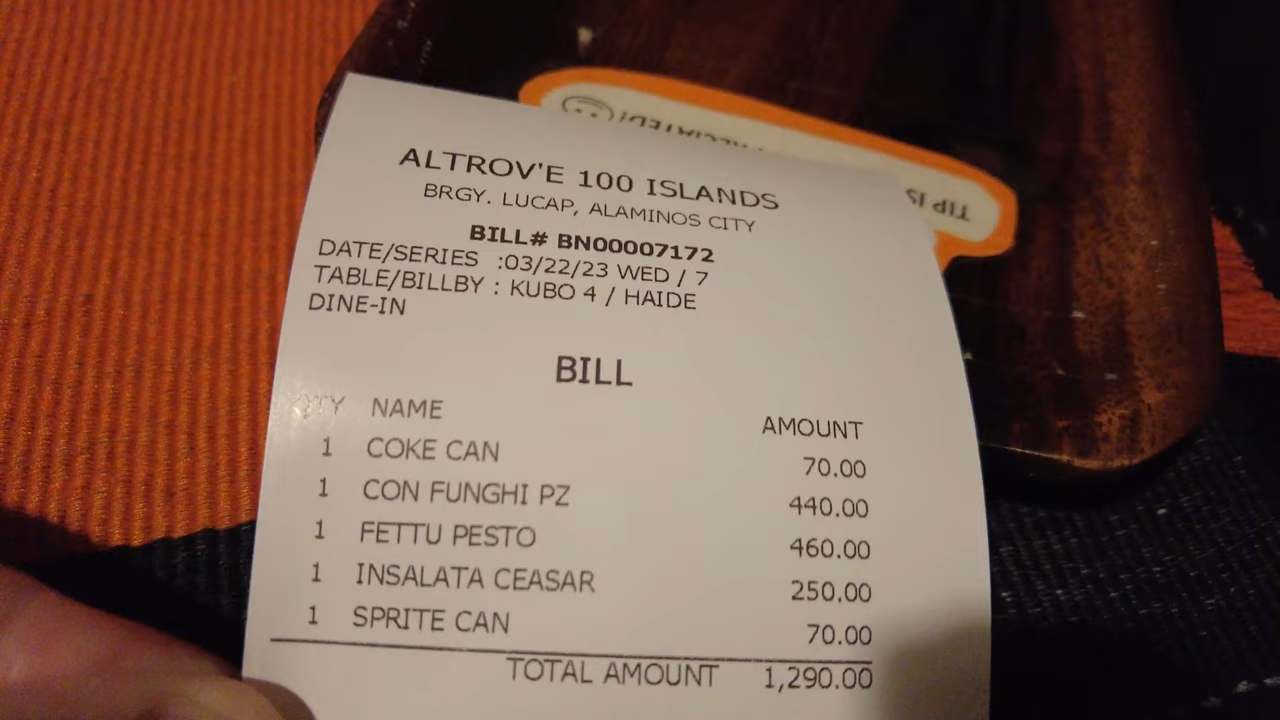 TIP IS
ALTROV'E 100 ISLANDS
BRGY. LUCAP, ALAMINOS CITY
BILL# BN00007172
DATE/SERIES :03/22/23 WED / 7
TABLE/BILLBY : KUBO 4 / HAIDE
DINE-IN
BILL
QTY NAME AMOUNT
1 COKE CAN 70.00
1 CON FUNGHI PZ 440.00
1 FETTU PESTO 460.00
1 INSALATA CEASAR 250.00
1 SPRITE CAN 70.00
TOTAL AMOUNT 1,290.00